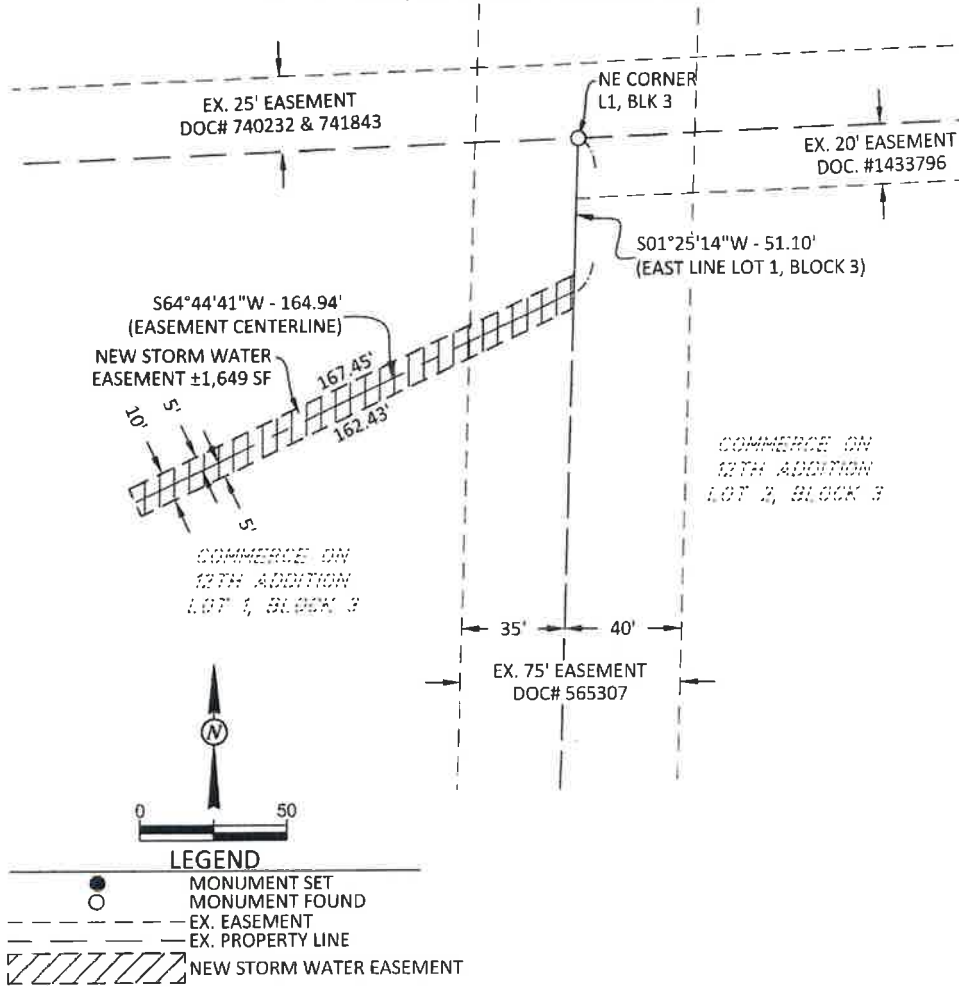 NE CORNER
L1, BLK 3
EX. 25' EASEMENT
DOC# 740232 & 741843
EX. 20' EASEMENT
DOC. #1433796
S01°25'14"W - 51.10'
(EAST LINE LOT 1, BLOCK 3)
S64°44'41"W - 164.94'
(EASEMENT CENTERLINE)
NEW STORM WATER
EASEMENT ±1,649 SF
167.45'
162.43'
10'
5'
5'
COMMERCE ON
12TH ADDITION
LOT 2, BLOCK 3
COMMERCE ON
12TH ADDITION
LOT 1, BLOCK 3
35'
40'
EX. 75' EASEMENT
DOC# 565307
N
0
50
LEGEND
MONUMENT SET
MONUMENT FOUND
EX. EASEMENT
EX. PROPERTY LINE
NEW STORM WATER EASEMENT